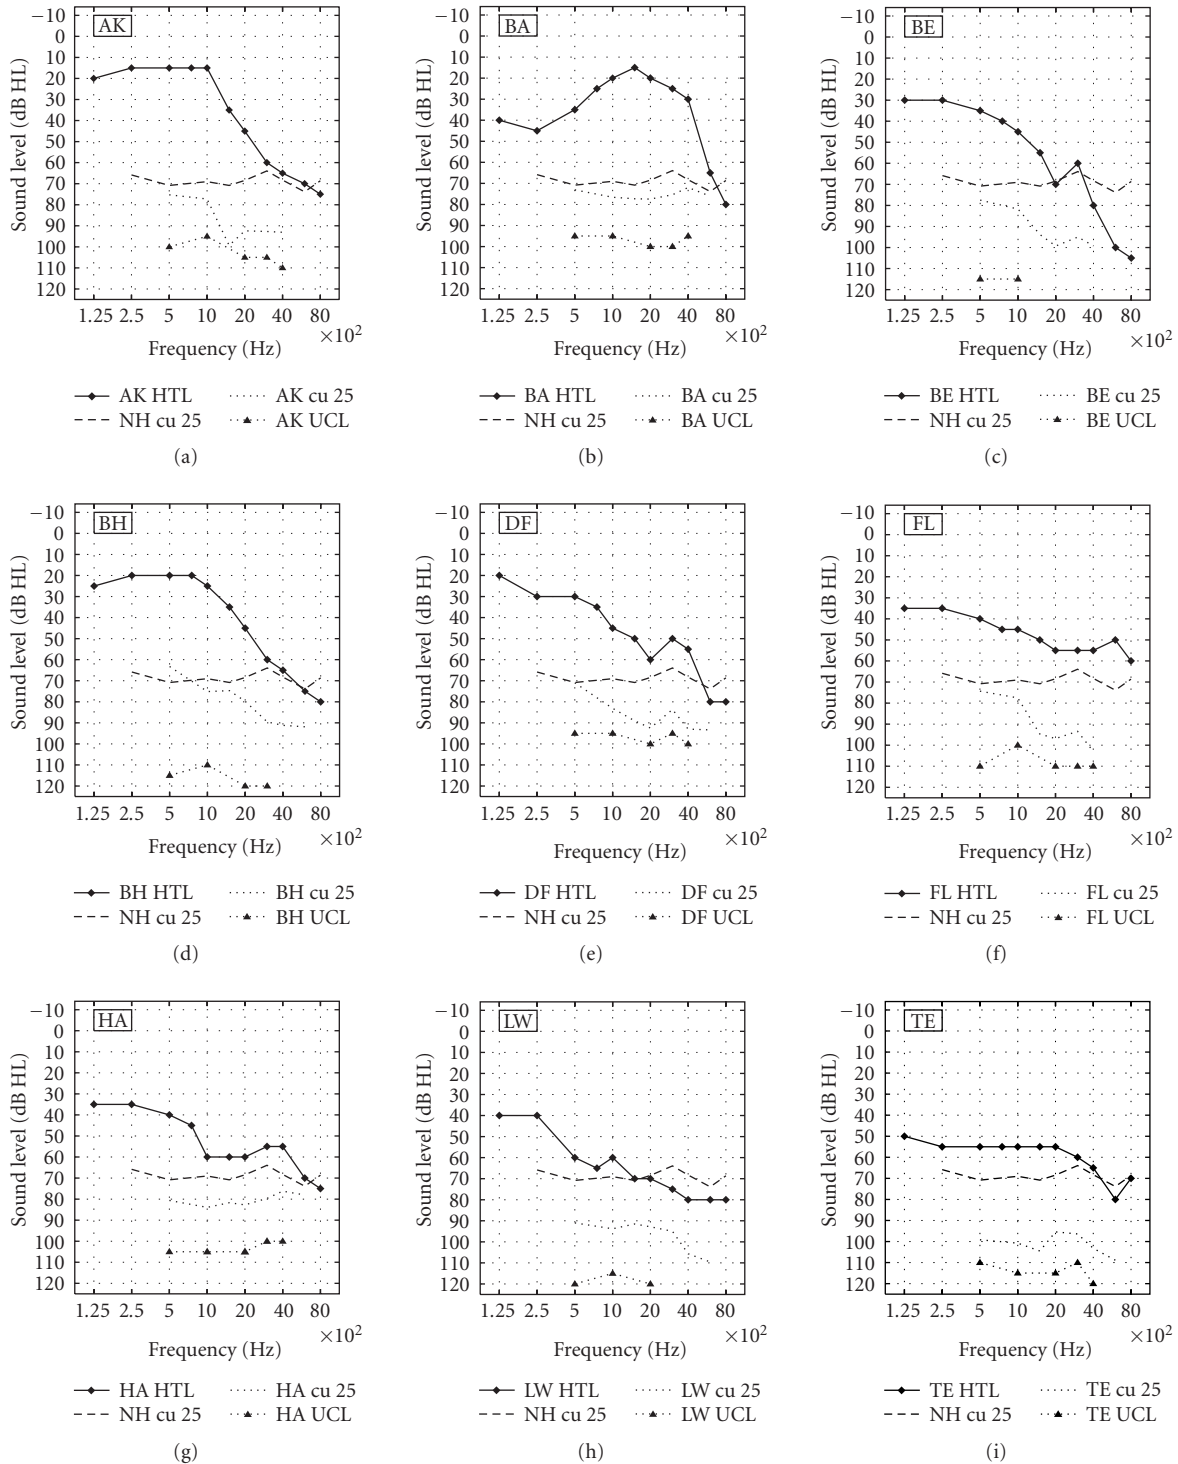 AK
Sound level (dB HL)
−10
0
10
20
30
40
50
60
70
80
90
100
110
120
1.25 2.5 5 10 20 40 80
×10²
Frequency (Hz)
AK HTL AK cu 25
NH cu 25 AK UCL
(a)
BA
Sound level (dB HL)
−10
0
10
20
30
40
50
60
70
80
90
100
110
120
1.25 2.5 5 10 20 40 80
×10²
Frequency (Hz)
BA HTL BA cu 25
NH cu 25 BA UCL
(b)
BE
Sound level (dB HL)
−10
0
10
20
30
40
50
60
70
80
90
100
110
120
1.25 2.5 5 10 20 40 80
×10²
Frequency (Hz)
BE HTL BE cu 25
NH cu 25 BE UCL
(c)
BH
Sound level (dB HL)
−10
0
10
20
30
40
50
60
70
80
90
100
110
120
1.25 2.5 5 10 20 40 80
×10²
Frequency (Hz)
BH HTL BH cu 25
NH cu 25 BH UCL
(d)
DF
Sound level (dB HL)
−10
0
10
20
30
40
50
60
70
80
90
100
110
120
1.25 2.5 5 10 20 40 80
×10²
Frequency (Hz)
DF HTL DF cu 25
NH cu 25 DF UCL
(e)
FL
Sound level (dB HL)
−10
0
10
20
30
40
50
60
70
80
90
100
110
120
1.25 2.5 5 10 20 40 80
×10²
Frequency (Hz)
FL HTL FL cu 25
NH cu 25 FL UCL
(f)
HA
Sound level (dB HL)
−10
0
10
20
30
40
50
60
70
80
90
100
110
120
1.25 2.5 5 10 20 40 80
×10²
Frequency (Hz)
HA HTL HA cu 25
NH cu 25 HA UCL
(g)
LW
Sound level (dB HL)
−10
0
10
20
30
40
50
60
70
80
90
100
110
120
1.25 2.5 5 10 20 40 80
×10²
Frequency (Hz)
LW HTL LW cu 25
NH cu 25 LW UCL
(h)
TE
Sound level (dB HL)
−10
0
10
20
30
40
50
60
70
80
90
100
110
120
1.25 2.5 5 10 20 40 80
×10²
Frequency (Hz)
TE HTL TE cu 25
NH cu 25 TE UCL
(i)